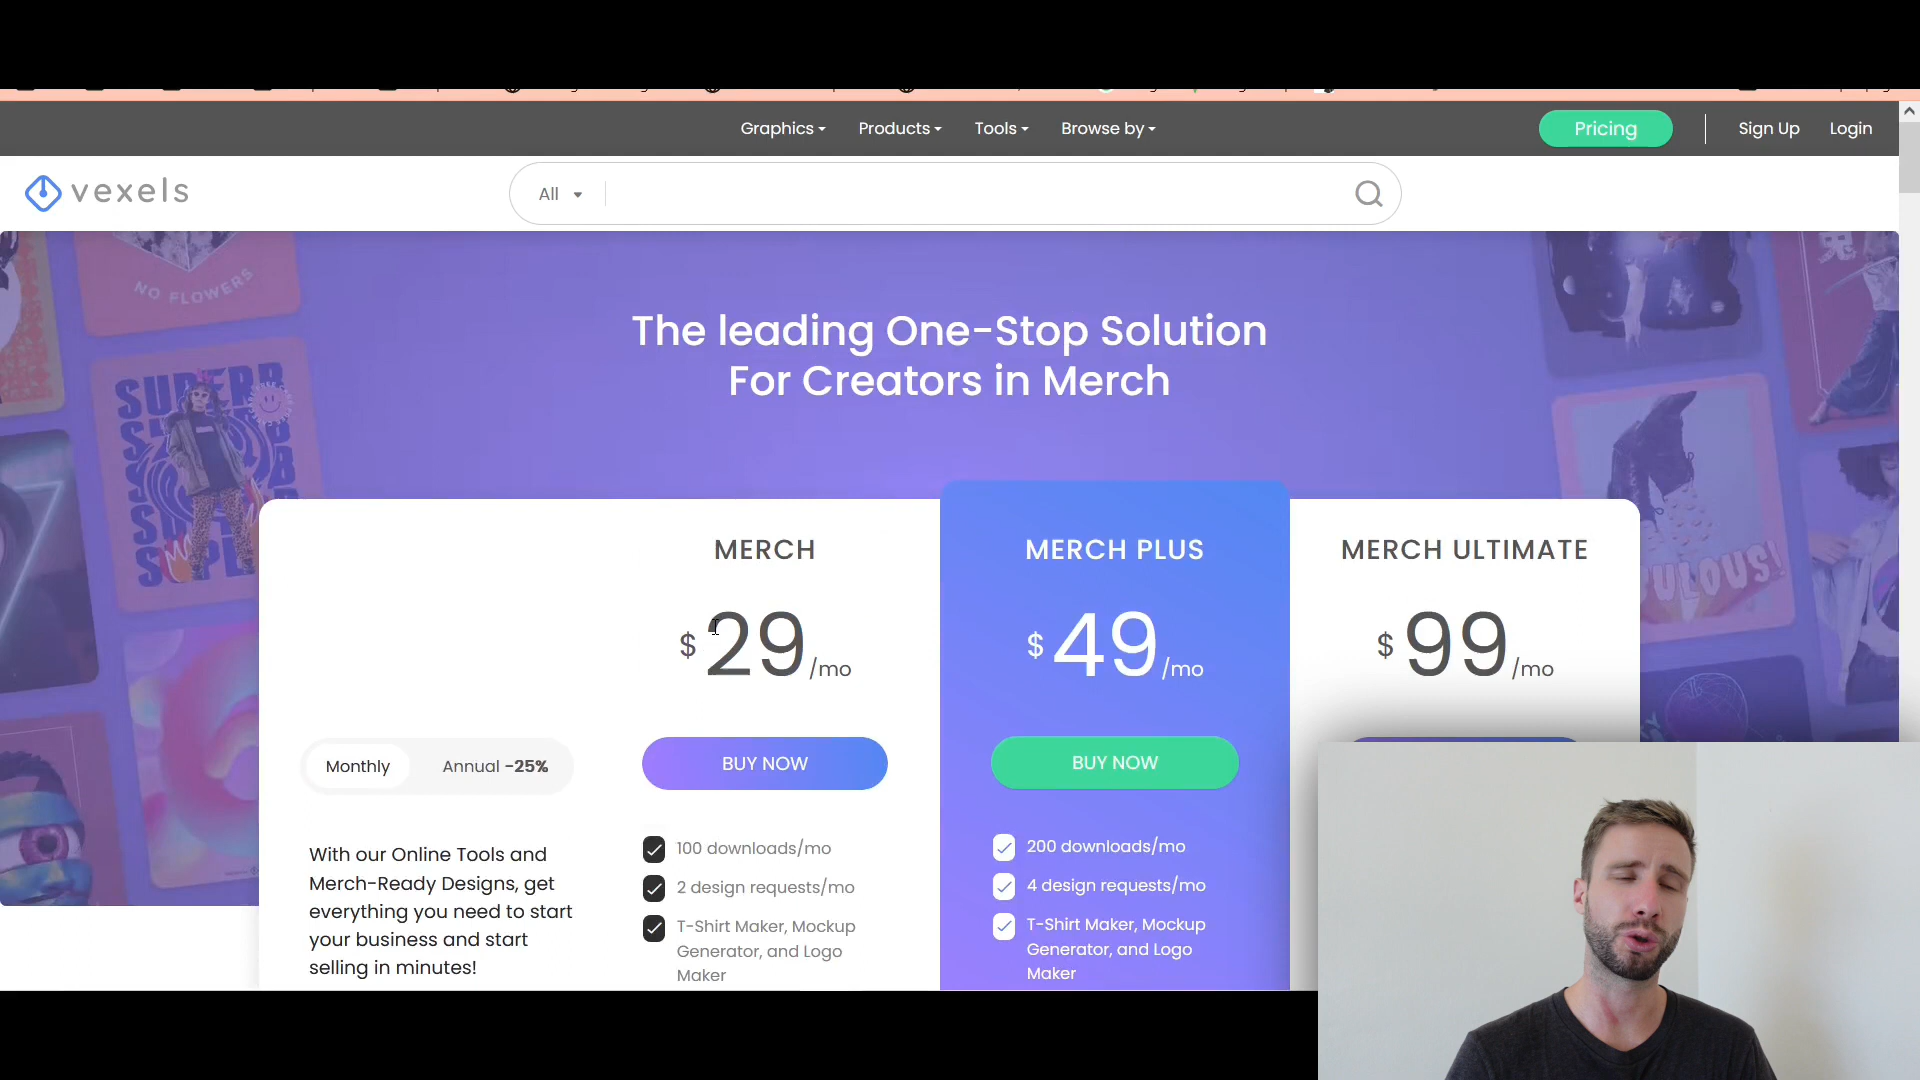 Graphics Products Tools Browse by Pricing Sign Up Login
vexels All
The leading One-Stop Solution
For Creators in Merch
NO FLOWERS
SUPERB
MERCH
$29/mo
BUY NOW
MERCH PLUS
$49/mo
BUY NOW
MERCH ULTIMATE
$99/mo
Monthly Annual -25%
With our Online Tools and
Merch-Ready Designs, get
everything you need to start
your business and start
selling in minutes!
100 downloads/mo
2 design requests/mo
T-Shirt Maker, Mockup
Generator, and Logo
Maker
200 downloads/mo
4 design requests/mo
T-Shirt Maker, Mockup
Generator, and Logo
Maker